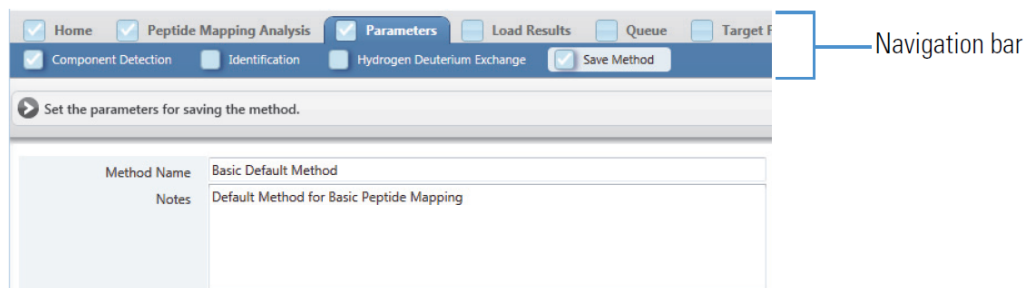 Home Peptide Mapping Analysis Parameters Load Results Queue Target
Navigation bar
Component Detection Identification Hydrogen Deuterium Exchange Save Method
Set the parameters for saving the method.
Method Name Basic Default Method
Notes Default Method for Basic Peptide Mapping